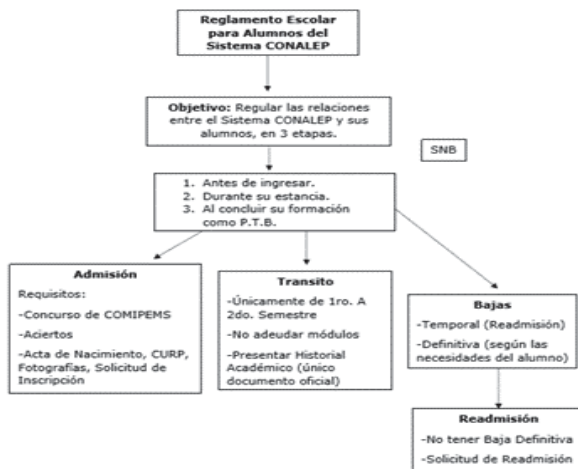 Reglamento Escolar
para Alumnos del
Sistema CONALEP
Objetivo: Regular las relaciones
entre el Sistema CONALEP y sus
alumnos, en 3 etapas.
SNB
1. Antes de ingresar.
2. Durante su estancia.
3. Al concluir su formación
como P.T.B.
Admisión
Requisitos:
-Concurso de COMIPEMS
-Aciertos
-Acta de Nacimiento, CURP,
Fotografías, Solicitud de
Inscripción
Transito
-Únicamente de 1ro. A
2do. Semestre
-No adeudar módulos
-Presentar Historial
Académico (único
documento oficial)
Bajas
-Temporal (Readmisión)
-Definitiva (según las
necesidades del alumno)
Readmisión
-No tener Baja Definitiva
-Solicitud de Readmisión